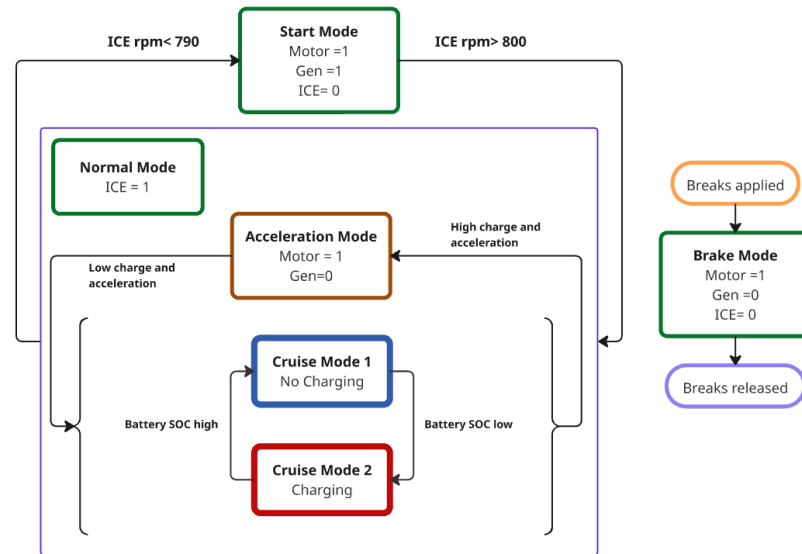 ICE rpm< 790
Start Mode
Motor =1
Gen =1
ICE= 0
ICE rpm> 800
Normal Mode
ICE = 1
Acceleration Mode
Motor = 1
Gen=0
High charge and
acceleration
Low charge and
acceleration
Cruise Mode 1
No Charging
Battery SOC high
Battery SOC low
Cruise Mode 2
Charging
Breaks applied
Brake Mode
Motor =1
Gen =0
ICE= 0
Breaks released